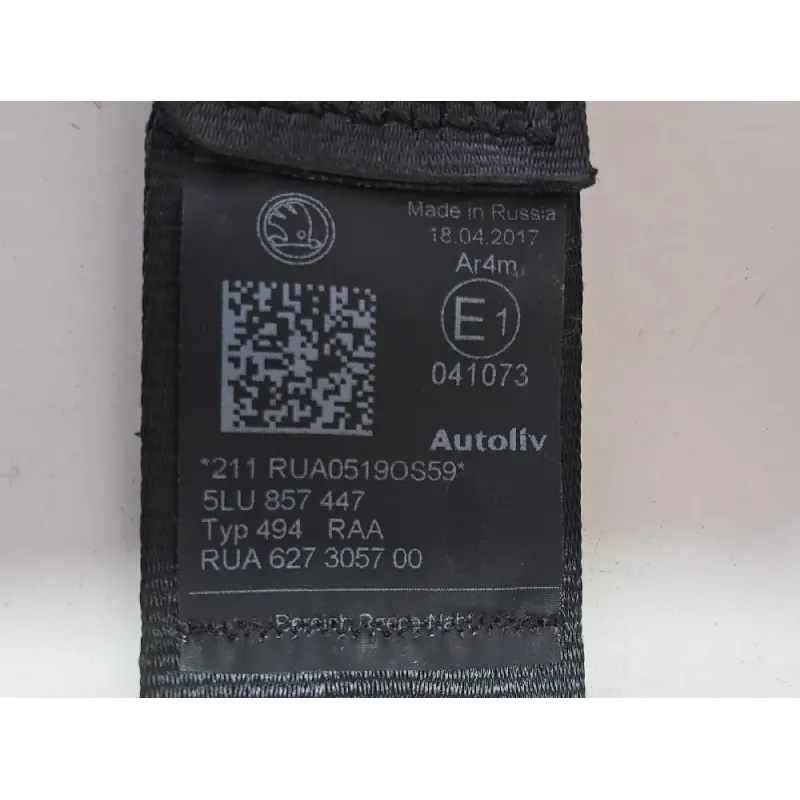 Made in Russia
18.04.2017
Ar4m
E1
041073
Autoliv
*211 RUA0519OS59*
5LU 857 447
Typ 494 RAA
RUA 627 3057 00
Bereich